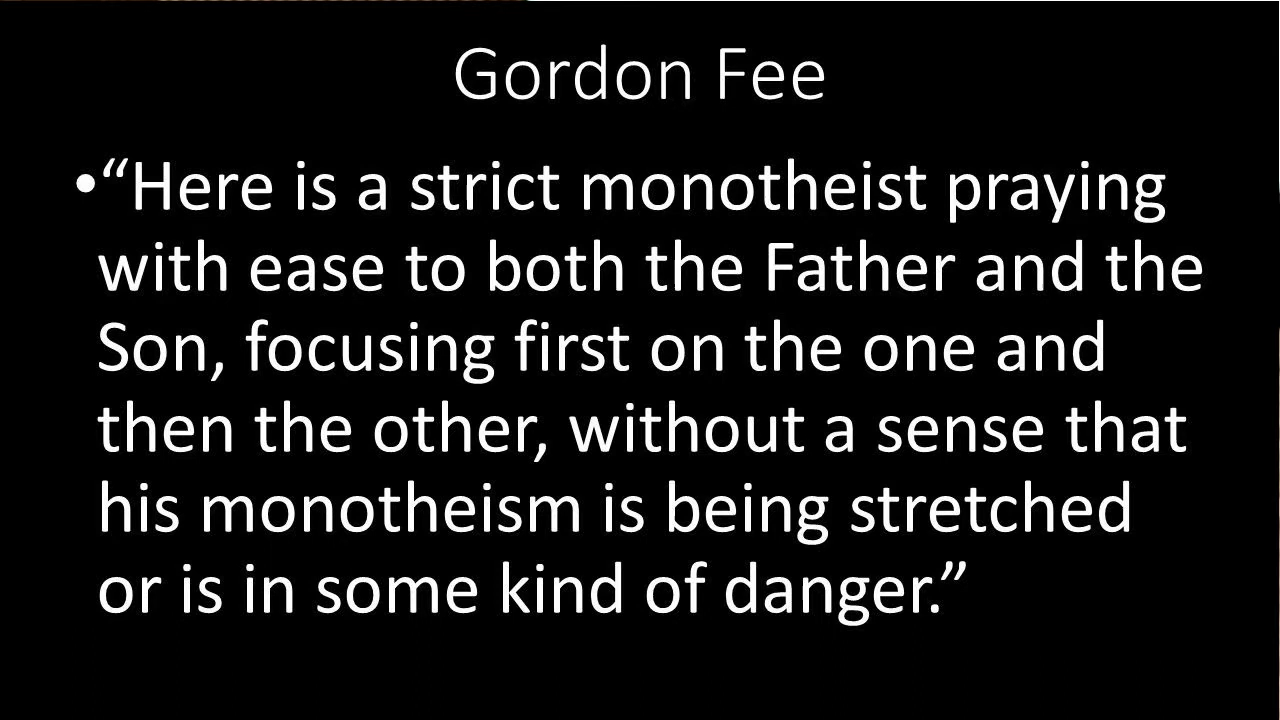 Gordon Fee
•“Here is a strict monotheist praying
with ease to both the Father and the
Son, focusing first on the one and
then the other, without a sense that
his monotheism is being stretched
or is in some kind of danger.”